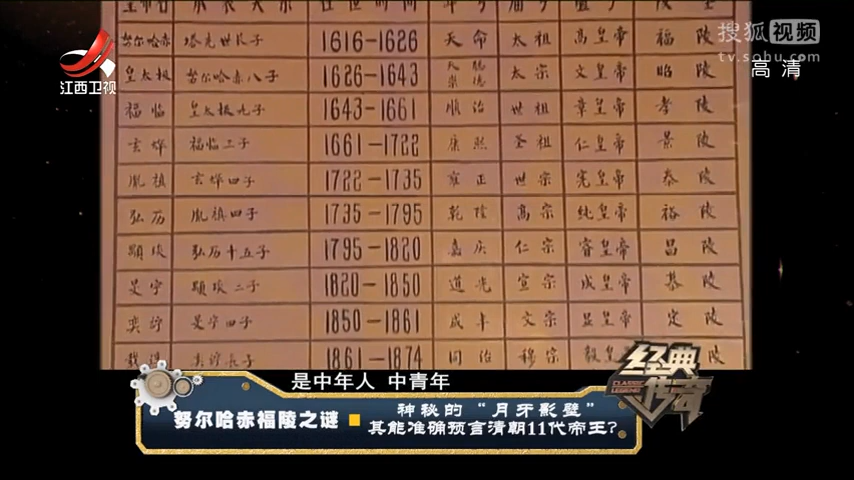 搜狐视频
tv.sohu.com
高清
江西卫视
努尔哈赤 塔克世长子 1616-1626 天命 太祖 高皇帝 福陵
皇太极 努尔哈赤八子 1626-1643 天聪 崇德 太宗 文皇帝 昭陵
福临 皇太极九子 1643-1661 顺治 世祖 章皇帝 孝陵
玄烨 福临三子 1661-1722 康熙 圣祖 仁皇帝 景陵
胤禛 玄烨四子 1722-1735 雍正 世宗 宪皇帝 泰陵
弘历 胤禛四子 1735-1795 乾隆 高宗 纯皇帝 裕陵
颙琰 弘历十五子 1795-1820 嘉庆 仁宗 睿皇帝 昌陵
旻宁 颙琰二子 1820-1850 道光 宣宗 成皇帝 慕陵
奕詝 旻宁四子 1850-1861 咸丰 文宗 显皇帝 定陵
1861-1874 同治 穆宗 毅皇帝 陵
是中年人 中青年
努尔哈赤福陵之谜
神秘的“月牙影壁”
其能准确预言清朝11代帝王?
经典传奇
CLASSIC LEGEND